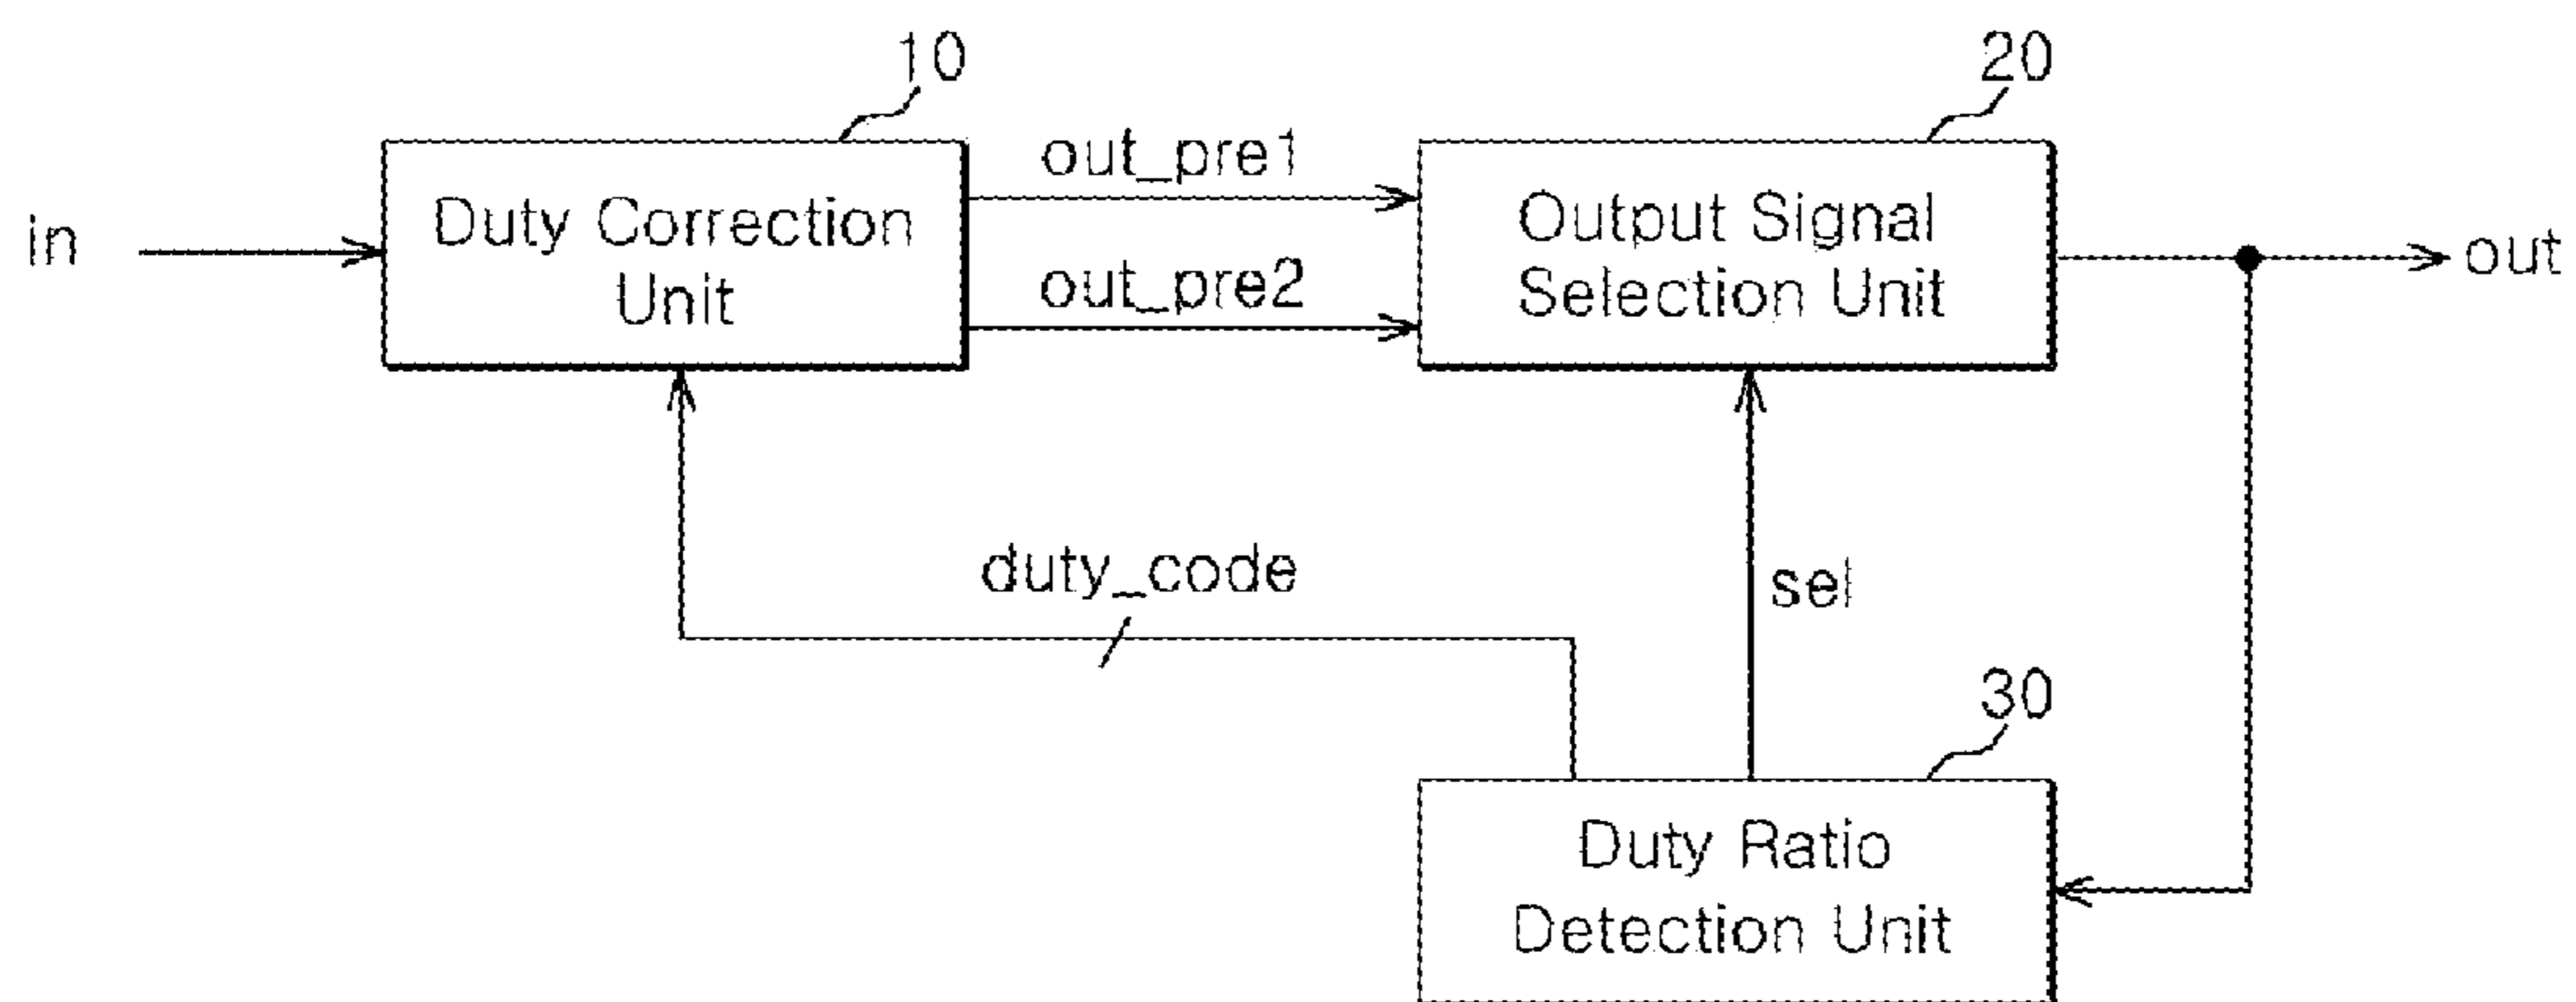 10
20
in
Duty Correction
Unit
out_pre1
out_pre2
Output Signal
Selection Unit
out
duty_code
sel
30
Duty Ratio
Detection Unit